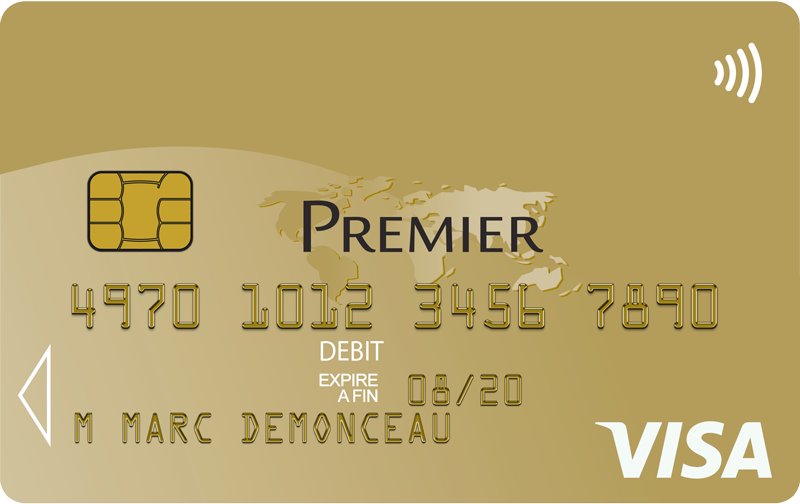 PREMIER
4970 1012 3456 7890
DEBIT
EXPIRE
A FIN 08/20
M MARC DEMONCEAU
VISA